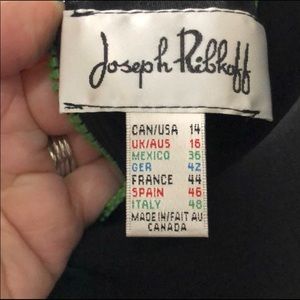 Joseph Ribkoff
CAN/USA 14
UK/AUS 16
MEXICO 36
GER 42
FRANCE 44
SPAIN 46
ITALY 48
MADE IN/FAIT AU
CANADA